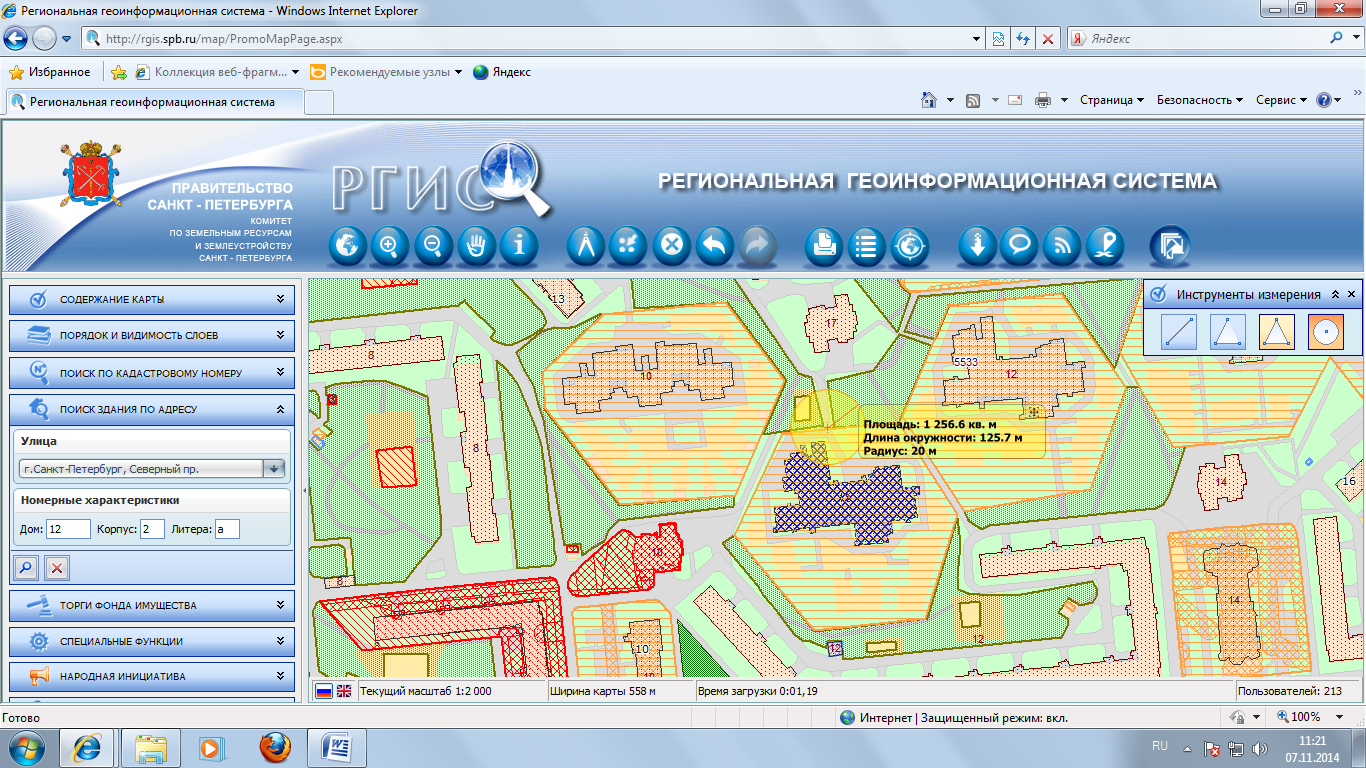 Региональная геоинформационная система - Windows Internet Explorer
http://rgis.spb.ru/map/PromoMapPage.aspx
Яндекс
Избранное
Коллекция веб-фрагм...
Рекомендуемые узлы
Яндекс
Региональная геоинформационная система
Страница
Безопасность
Сервис
ПРАВИТЕЛЬСТВО
САНКТ - ПЕТЕРБУРГА
КОМИТЕТ
ПО ЗЕМЕЛЬНЫМ РЕСУРСАМ
И ЗЕМЛЕУСТРОЙСТВУ
САНКТ - ПЕТЕРБУРГА
РГИС
РЕГИОНАЛЬНАЯ ГЕОИНФОРМАЦИОННАЯ СИСТЕМА
СОДЕРЖАНИЕ КАРТЫ
ПОРЯДОК И ВИДИМОСТЬ СЛОЕВ
ПОИСК ПО КАДАСТРОВОМУ НОМЕРУ
ПОИСК ЗДАНИЯ ПО АДРЕСУ
Улица
г.Санкт-Петербург, Северный пр.
Номерные характеристики
Дом: 12 Корпус: 2 Литера: а
ТОРГИ ФОНДА ИМУЩЕСТВА
СПЕЦИАЛЬНЫЕ ФУНКЦИИ
НАРОДНАЯ ИНИЦИАТИВА
Инструменты измерения
13
17
8
10
5533
12
Площадь: 1 256.6 кв. м
Длина окружности: 125.7 м
Радиус: 20 м
14
16
10
8
14
12
12
10
Текущий масштаб 1:2 000
Ширина карты 558 м
Время загрузки 0:01,19
Пользователей: 213
Готово
Интернет | Защищенный режим: вкл.
100%
RU
11:21
07.11.2014